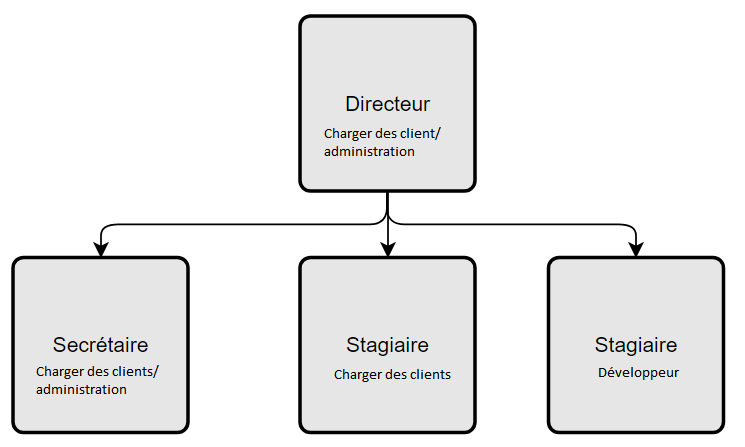 Directeur
Charger des client/
administration
Secrétaire
Charger des clients/
administration
Stagiaire
Charger des clients
Stagiaire
Développeur